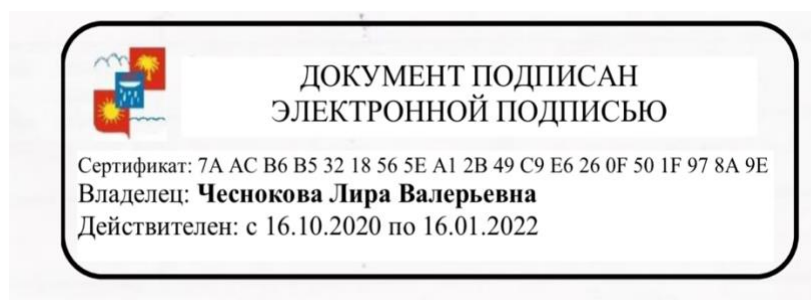 ДОКУМЕНТ ПОДПИСАН
ЭЛЕКТРОННОЙ ПОДПИСЬЮ
Сертификат: 7A AC B6 B5 32 18 56 5E A1 2B 49 C9 E6 26 0F 50 1F 97 8A 9E
Владелец: Чеснокова Лира Валерьевна
Действителен: с 16.10.2020 по 16.01.2022